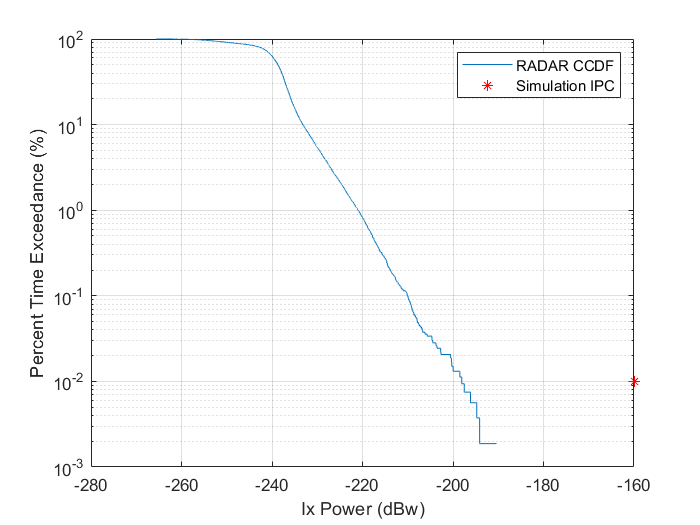 10^2
10^1
10^0
10^-1
10^-2
10^-3
Percent Time Exceedance (%)
RADAR CCDF
Simulation IPC
-280 -260 -240 -220 -200 -180 -160
Ix Power (dBw)